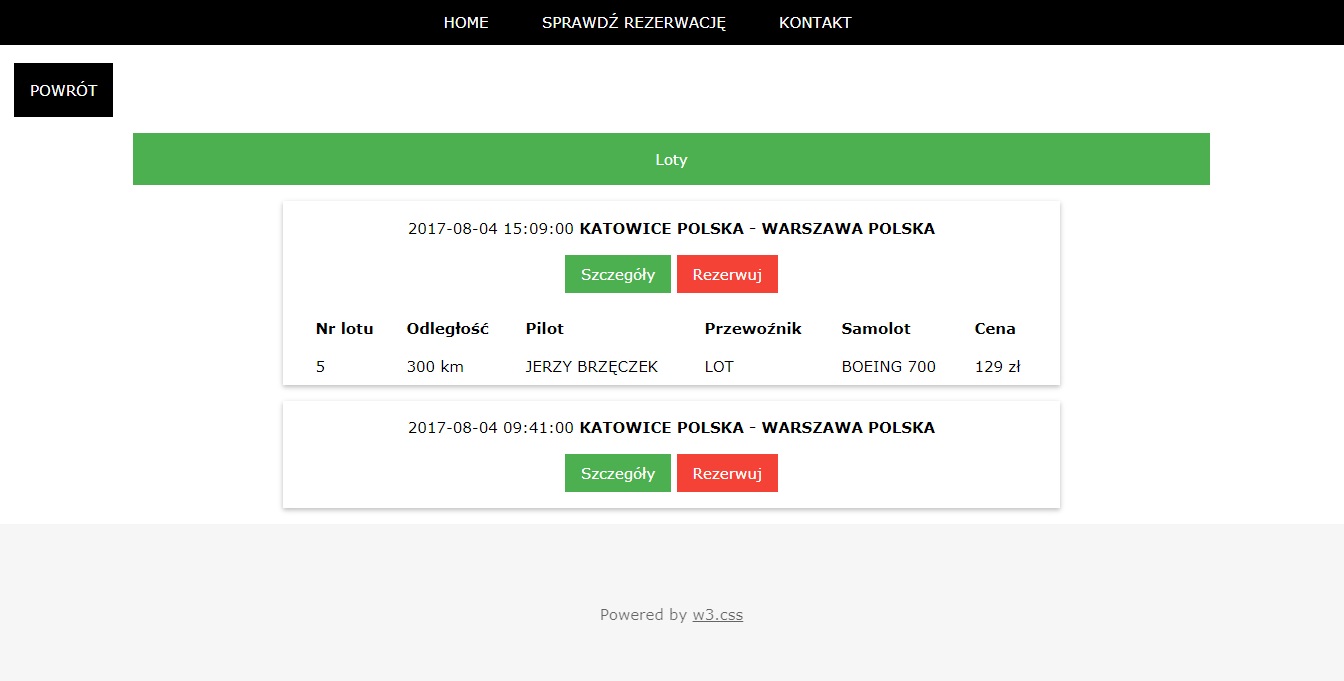 HOME SPRAWDŹ REZERWACJĘ KONTAKT
POWRÓT
Loty
2017-08-04 15:09:00 KATOWICE POLSKA - WARSZAWA POLSKA
Szczegóły Rezerwuj
Nr lotu Odległość Pilot Przewoźnik Samolot Cena
5 300 km JERZY BRZĘCZEK LOT BOEING 700 129 zł
2017-08-04 09:41:00 KATOWICE POLSKA - WARSZAWA POLSKA
Szczegóły Rezerwuj
Powered by w3.css